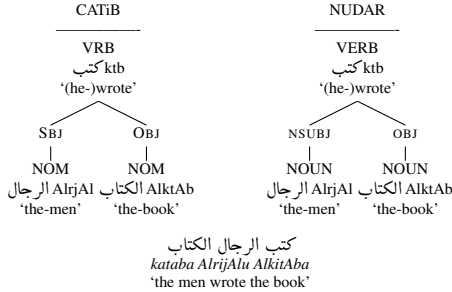 CATiB NUDAR
VRB VERB
كتب ktb كتب ktb
‘(he-)wrote’ ‘(he-)wrote’
SBJ OBJ NSUBJ OBJ
NOM NOM NOUN NOUN
الرجال AlrjAl الكتاب AlktAb الرجال AlrjAl الكتاب AlktAb
‘the-men’ ‘the-book’ ‘the-men’ ‘the-book’
كتب الرجال الكتاب
kataba AlrijAlu AlkitAba
‘the men wrote the book’